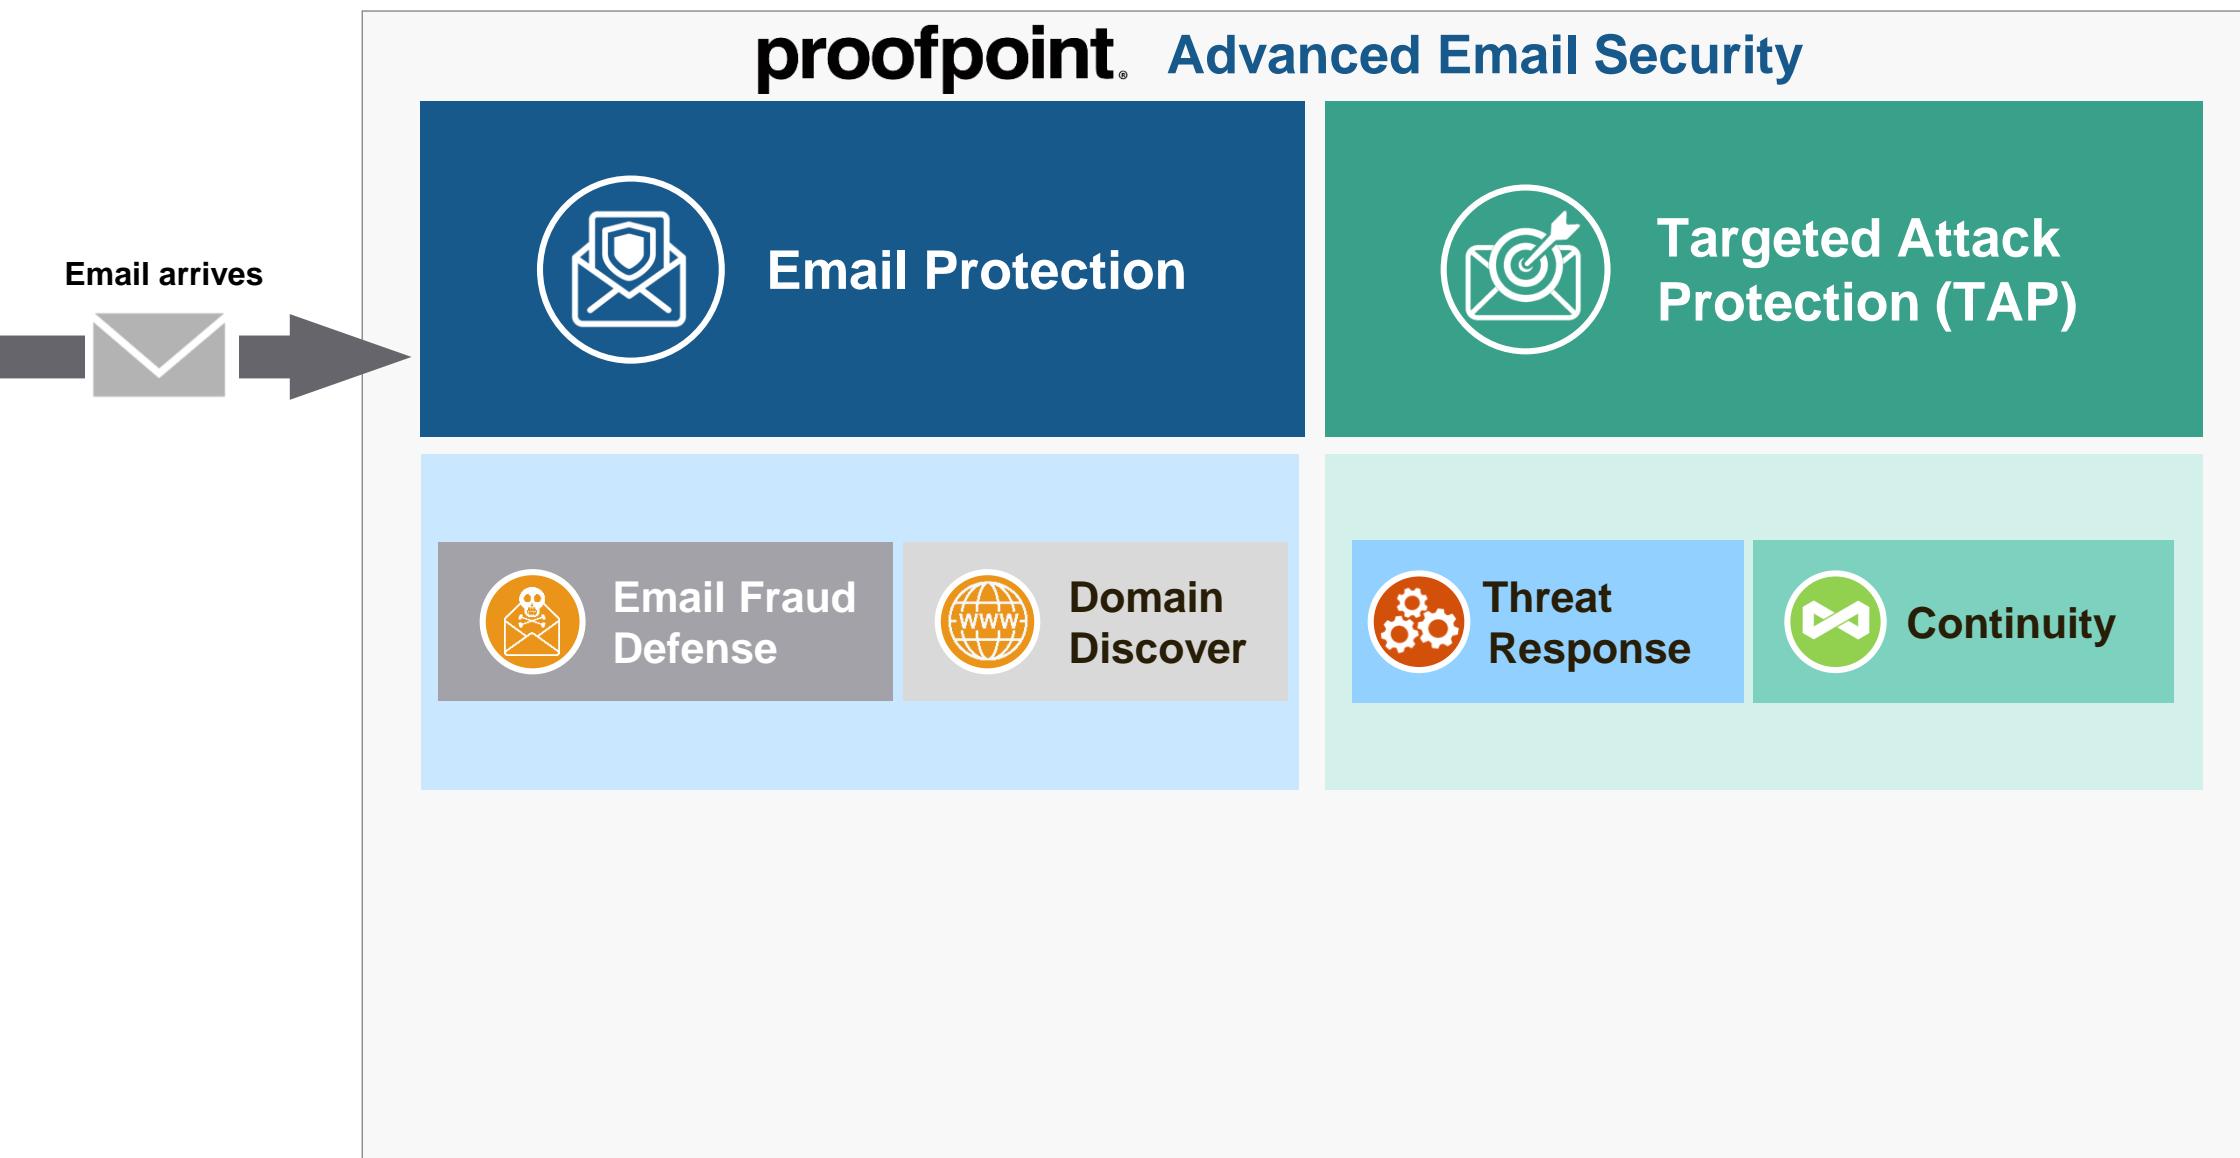 proofpoint® Advanced Email Security
Email arrives
Email Protection
Targeted Attack
Protection (TAP)
Email Fraud
Defense
WWW
Domain
Discover
Threat
Response
Continuity